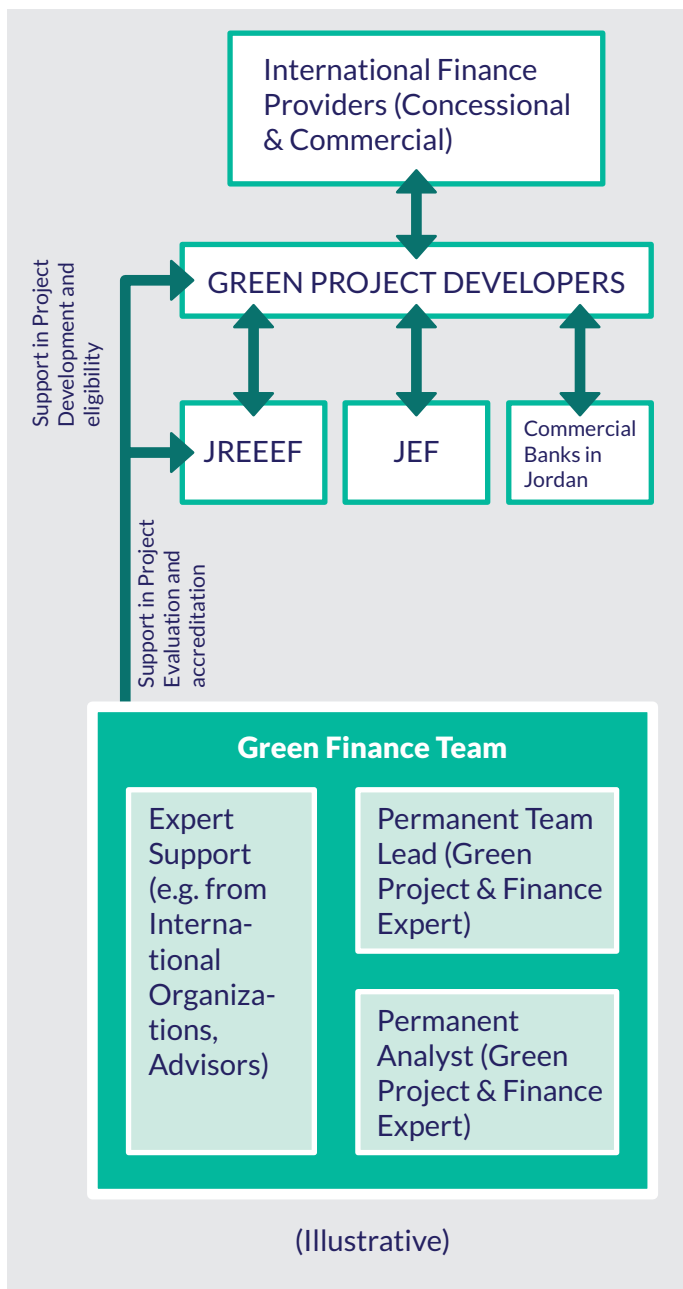 International Finance
Providers (Concessional
& Commercial)
GREEN PROJECT DEVELOPERS
Support in Project
Development and
eligibility
JREEEF
JEF
Commercial
Banks in
Jordan
Support in Project
Evaluation and
accreditation
Green Finance Team
Expert
Support
(e.g. from
Interna-
tional
Organiza-
tions,
Advisors)
Permanent Team
Lead (Green
Project & Finance
Expert)
Permanent
Analyst (Green
Project & Finance
Expert)
(Illustrative)